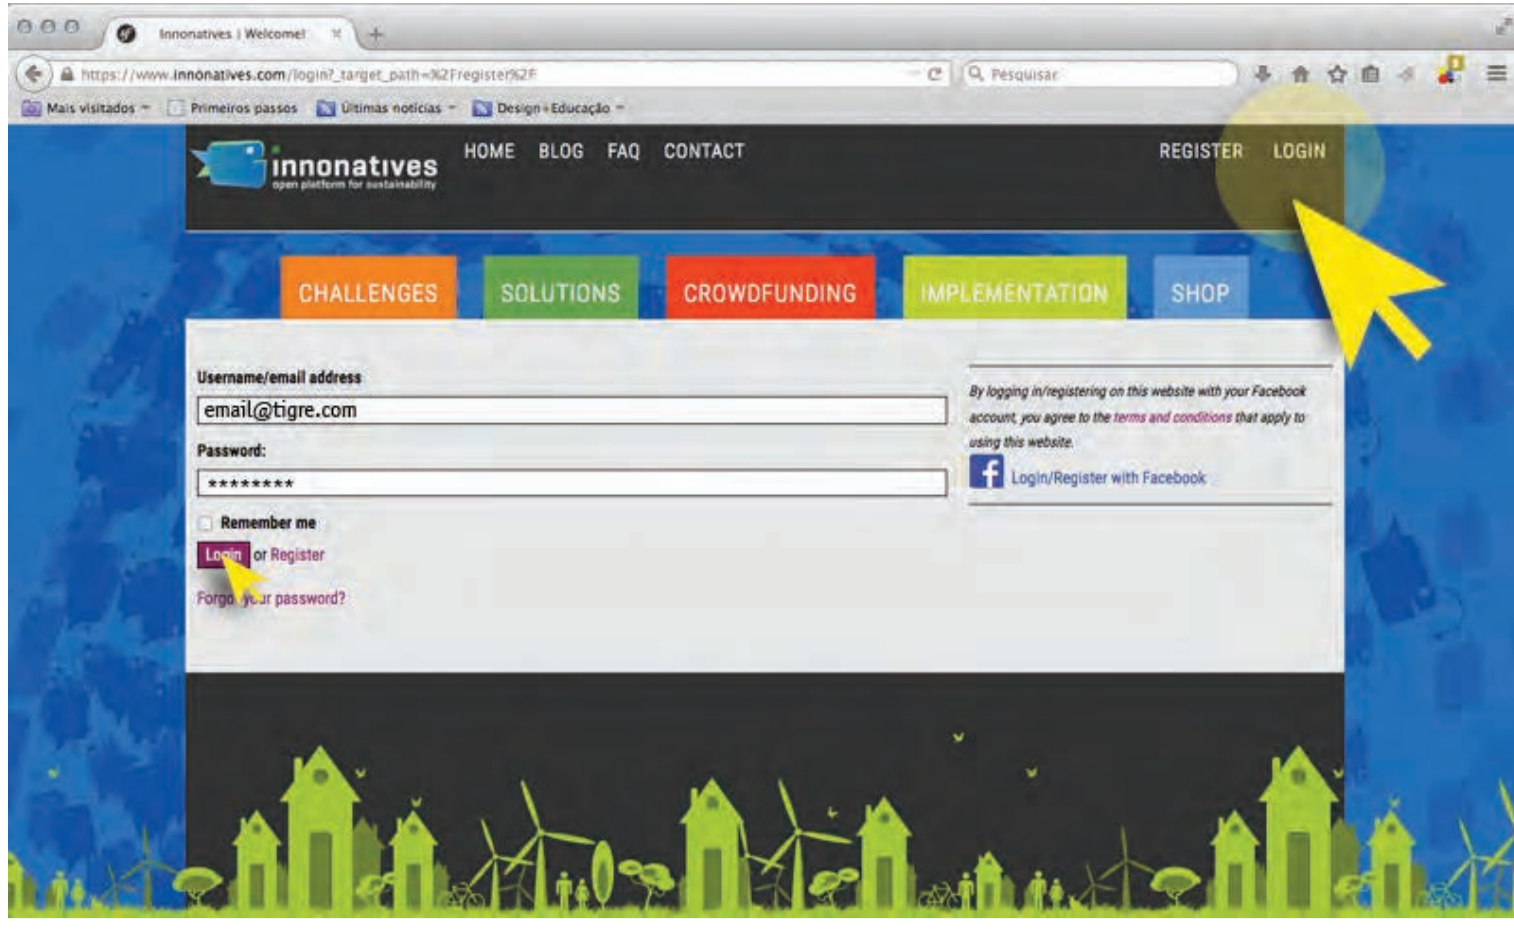 Innonatives | Welcome!
https://www.innonatives.com/login?_target_path=%2Fregister%2F
Pesquisar
Mais visitados Primeiros passos Últimas notícias Design+Educação
innonatives
open platform for sustainability
HOME BLOG FAQ CONTACT REGISTER LOGIN
CHALLENGES SOLUTIONS CROWDFUNDING IMPLEMENTATION SHOP
Username/email address
email@tigre.com
Password:
********
Remember me
Login or Register
Forgot your password?
By logging in/registering on this website with your Facebook
account, you agree to the terms and conditions that apply to
using this website.
f Login/Register with Facebook